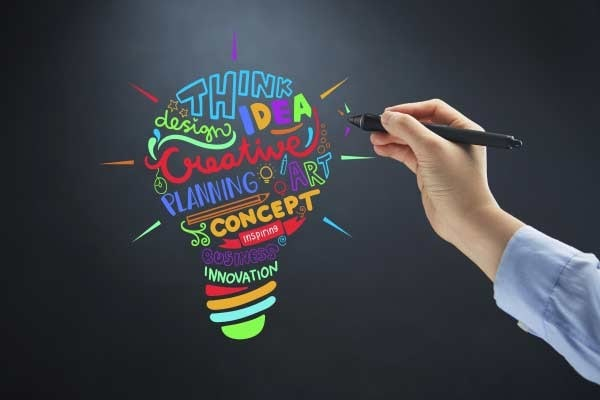 THINK
IDEA
design
Creative
PLANNING
ART
CONCEPT
inspiring
BUSINESS
INNOVATION